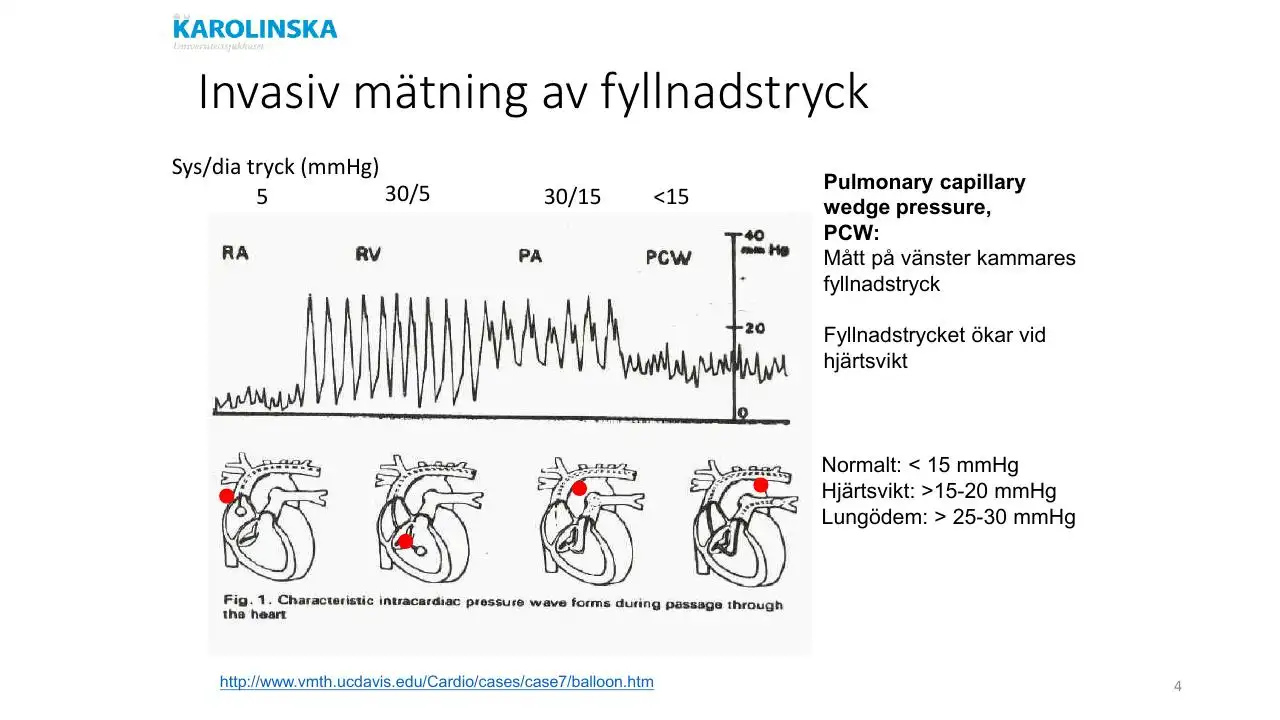 KAROLINSKA
Universitetssjukhuset
Invasiv mätning av fyllnadstryck
Sys/dia tryck (mmHg)
5 30/5 30/15 <15
RA RV PA PCW
40
mm Hg
20
0
Fig. 1. Characteristic intracardiac pressure wave forms during passage through
the heart
Pulmonary capillary
wedge pressure,
PCW:
Mått på vänster kammares
fyllnadstryck
Fyllnadstrycket ökar vid
hjärtsvikt
Normalt: < 15 mmHg
Hjärtsvikt: >15-20 mmHg
Lungödem: > 25-30 mmHg
http://www.vmth.ucdavis.edu/Cardio/cases/case7/balloon.htm
4